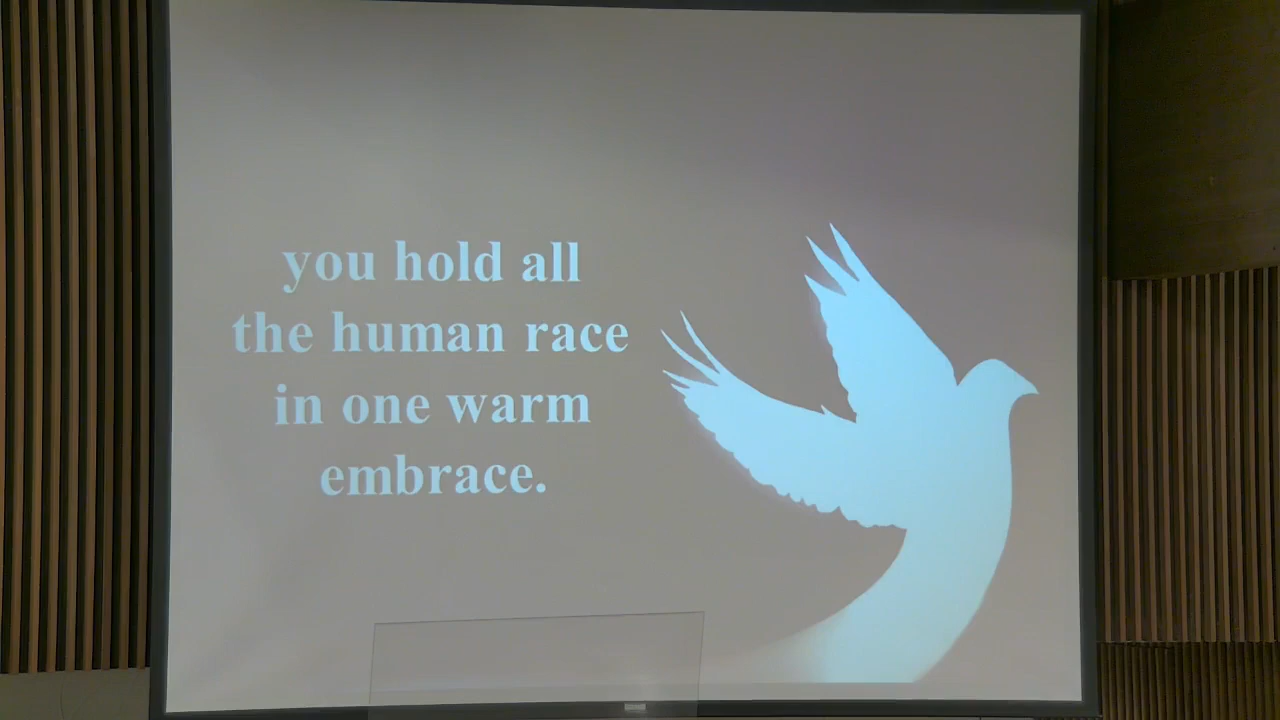 you hold all
the human race
in one warm
embrace.